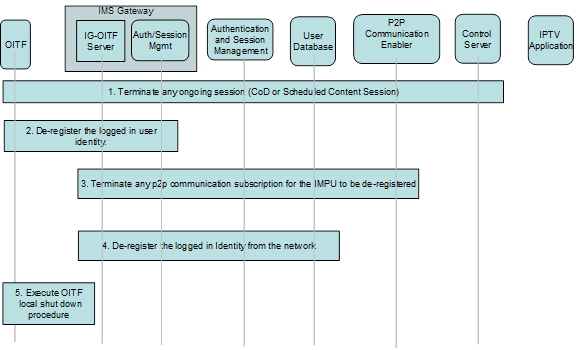 IMS Gateway
OITF
IG-OITF
Server
Auth/Session
Mgmt
Authentication
and Session
Management
User
Database
P2P
Communication
Enabler
Control
Server
IPTV
Application
1. Terminate any ongoing session (CoD or Scheduled Content Session)
2. De-register the logged in user
identity.
3. Terminate any p2p communication subscription for the IMPU to be de-registered
4. De-register the logged in Identity from the network
5. Execute OITF
local shut down
procedure